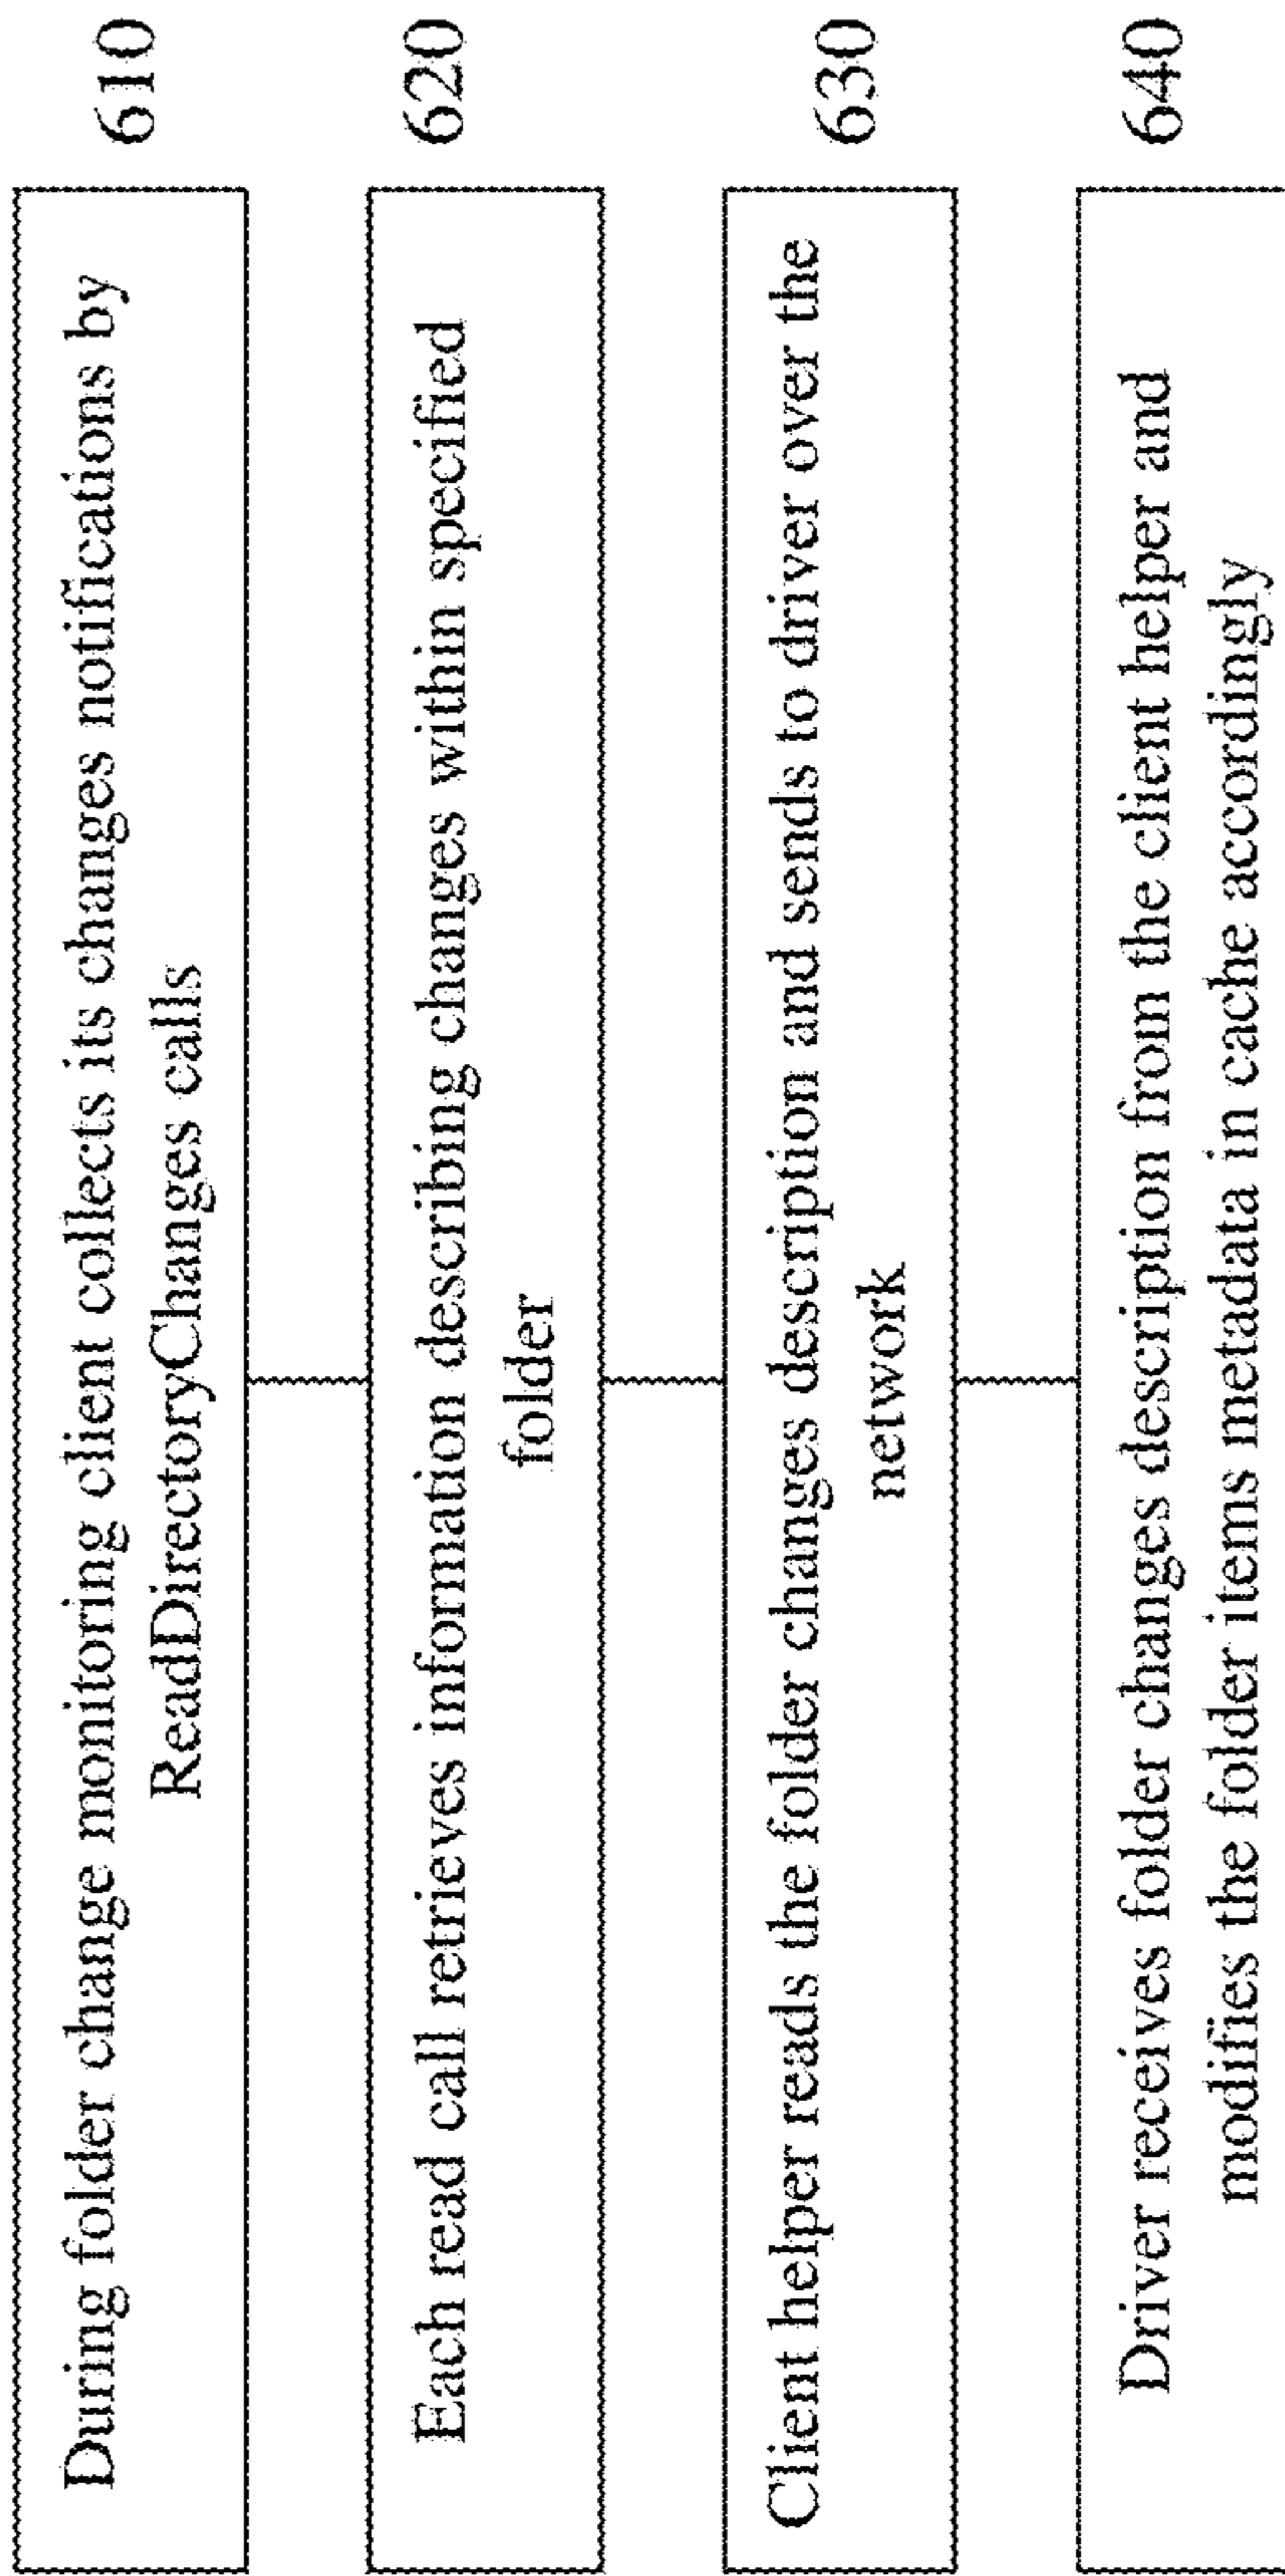 During folder change monitoring client collects its changes notifications by
ReadDirectoryChanges calls
610
Each read call retrieves information describing changes within specified
folder
620
Client helper reads the folder changes description and sends to driver over the
network
630
Driver receives folder changes description from the client helper and
modifies the folder items metadata in cache accordingly
640